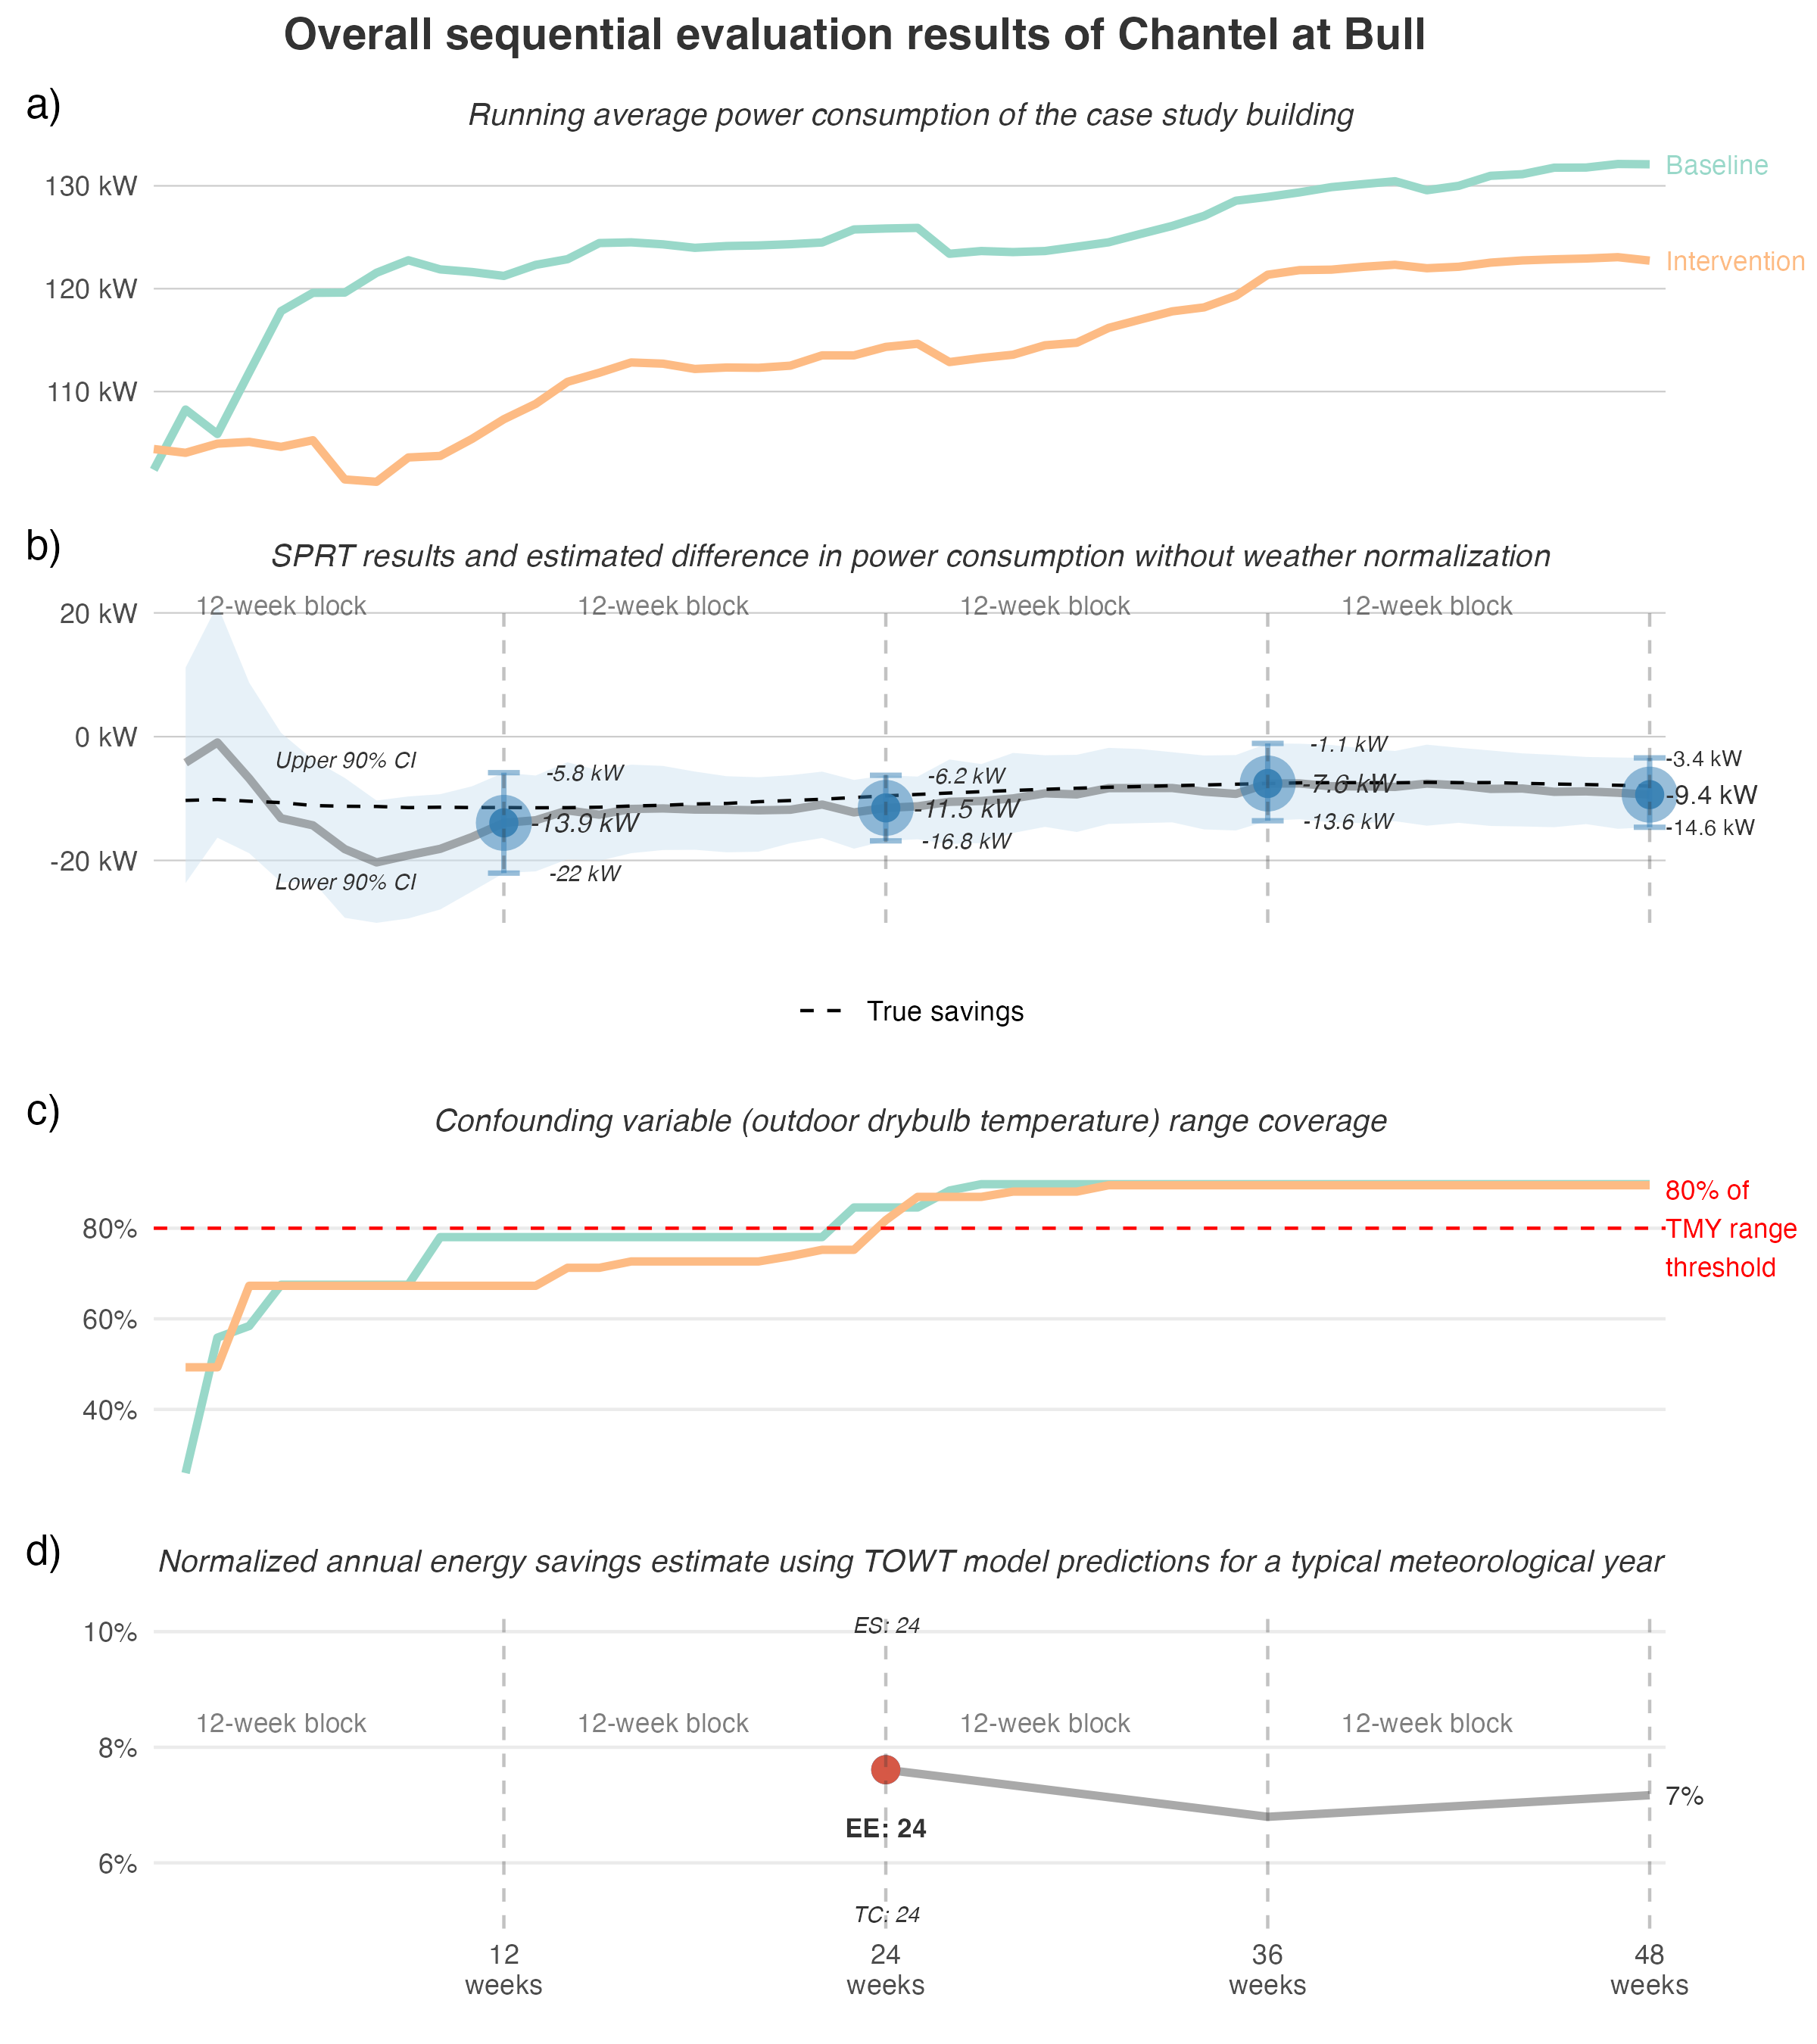 Overall sequential evaluation results of Chantel at Bull
a)
Running average power consumption of the case study building
130 kW
120 kW
110 kW
Baseline
Intervention
b)
SPRT results and estimated difference in power consumption without weather normalization
12-week block
12-week block
12-week block
12-week block
20 kW
0 kW
-20 kW
Upper 90% CI
Lower 90% CI
-5.8 kW
-13.9 kW
-22 kW
-6.2 kW
-11.5 kW
-16.8 kW
-1.1 kW
-7.6 kW
-13.6 kW
-3.4 kW
-9.4 kW
-14.6 kW
True savings
c)
Confounding variable (outdoor drybulb temperature) range coverage
80%
60%
40%
80% of
TMY range
threshold
d)
Normalized annual energy savings estimate using TOWT model predictions for a typical meteorological year
10%
8%
6%
ES: 24
12-week block
12-week block
12-week block
12-week block
EE: 24
TC: 24
7%
12
weeks
24
weeks
36
weeks
48
weeks